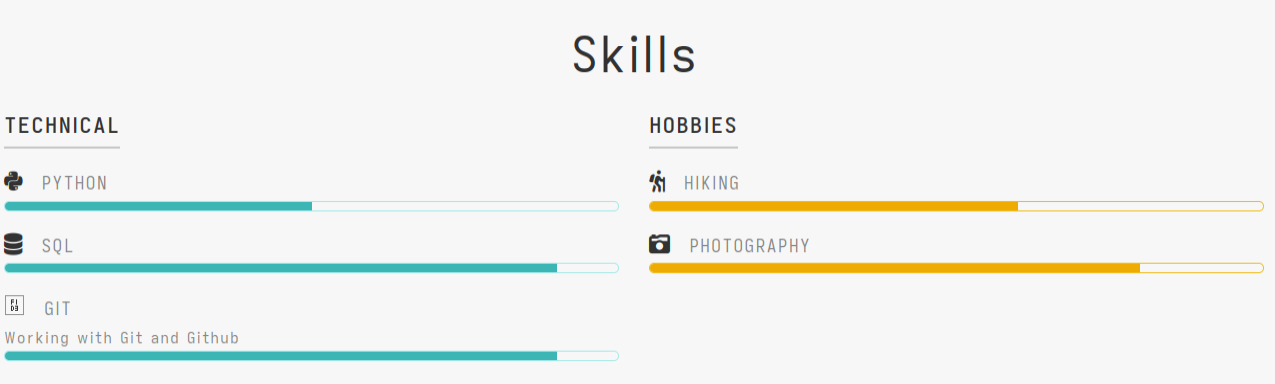 Skills
TECHNICAL
PYTHON
SQL
GIT
Working with Git and Github
HOBBIES
HIKING
PHOTOGRAPHY